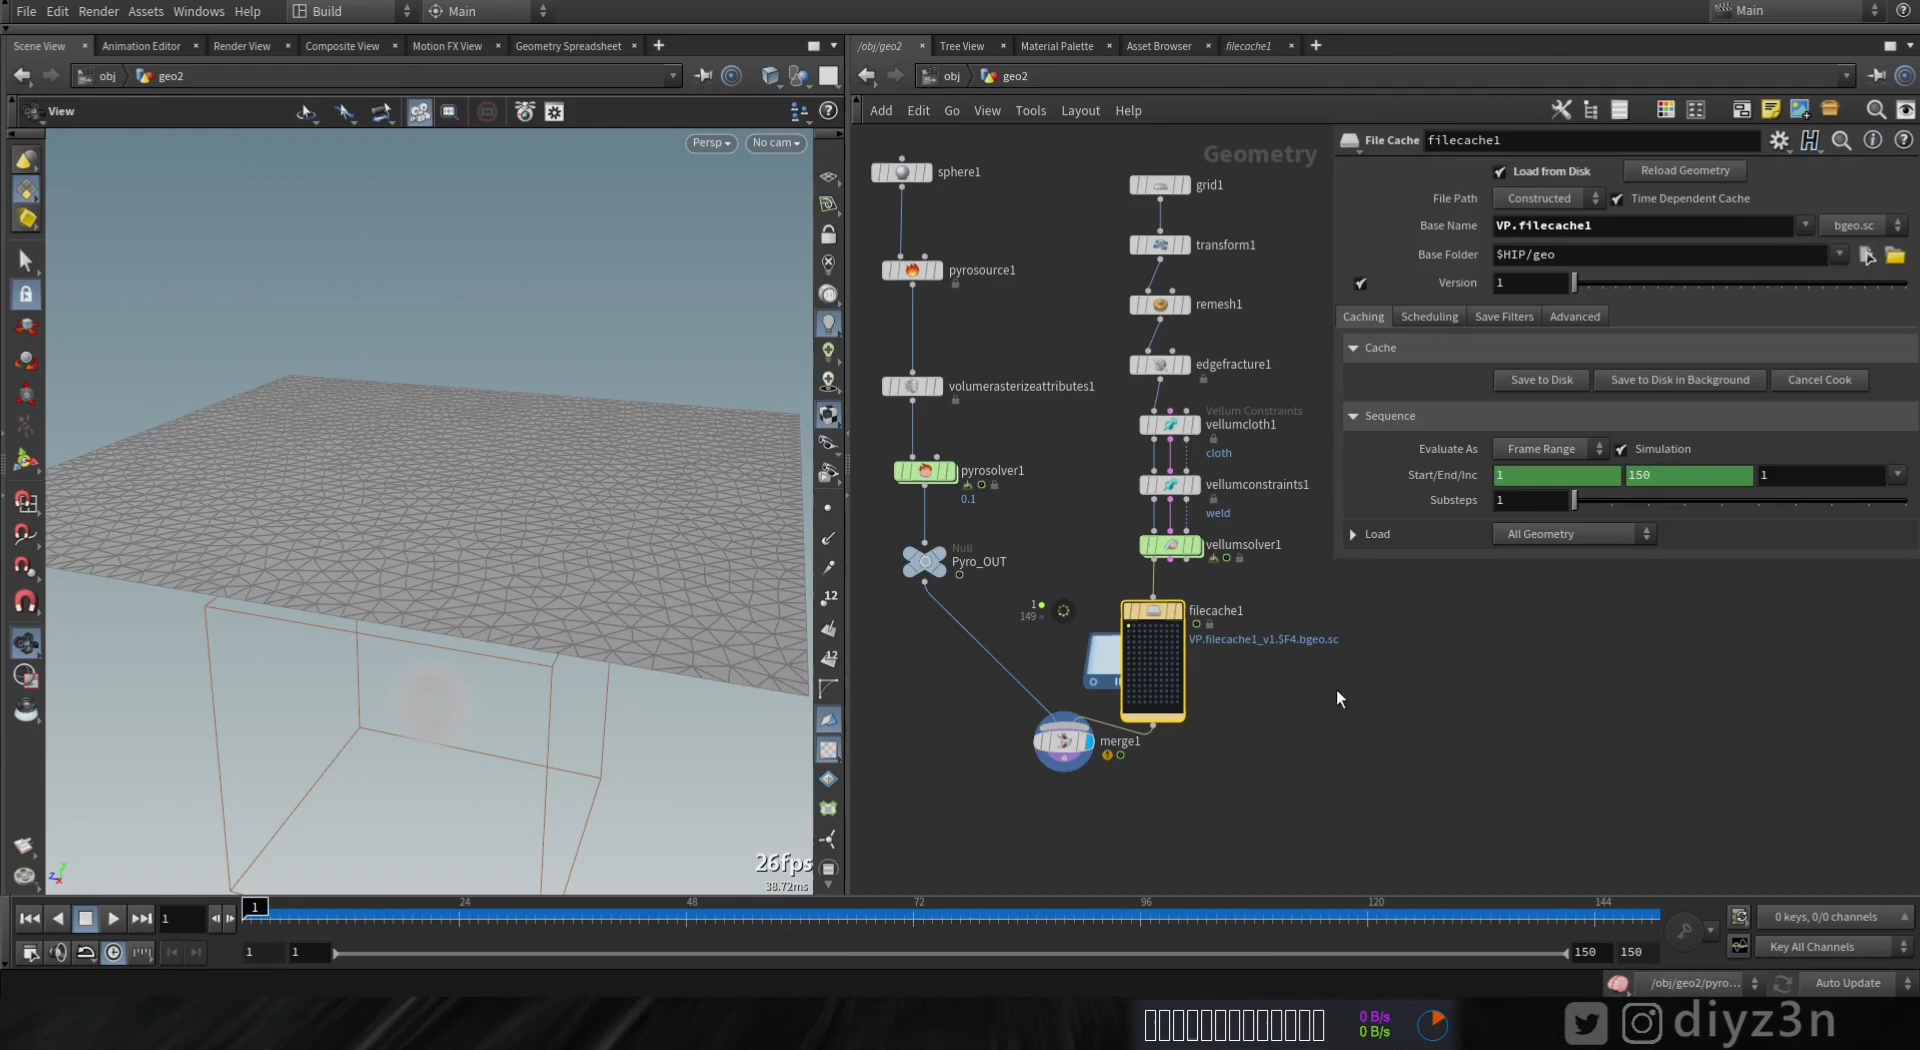 File Edit Render Assets Windows Help Build Main Main
Scene View Animation Editor Render View Composite View Motion FX View Geometry Spreadsheet
/obj/geo2 Tree View Material Palette Asset Browser filecache1
obj geo2
obj geo2
View
Add Edit Go View Tools Layout Help
Persp No cam
Geometry
sphere1
pyrosource1
volumerasterizeattributes1
pyrosolver1
0.1
Null
Pyro_OUT
grid1
transform1
remesh1
edgefracture1
Vellum Constraints
vellumcloth1
cloth
vellumconstraints1
weld
vellumsolver1
1
149
filecache1
VP.filecache1_v1.$F4.bgeo.sc
merge1
File Cache filecache1
Load from Disk Reload Geometry
File Path Constructed Time Dependent Cache
Base Name VP.filecache1 bgeo.sc
Base Folder $HIP/geo
Version 1
Caching Scheduling Save Filters Advanced
Cache
Save to Disk Save to Disk in Background Cancel Cook
Sequence
Evaluate As Frame Range Simulation
Start/End/Inc 1 150 1
Substeps 1
Load All Geometry
12
12
26fps
38.72ms
1 1 24 48 72 96 120 144
0 keys, 0/0 channels
1 1 150 150
Key All Channels
/obj/geo2/pyro... Auto Update
0 B/s
0 B/s
diyz3n